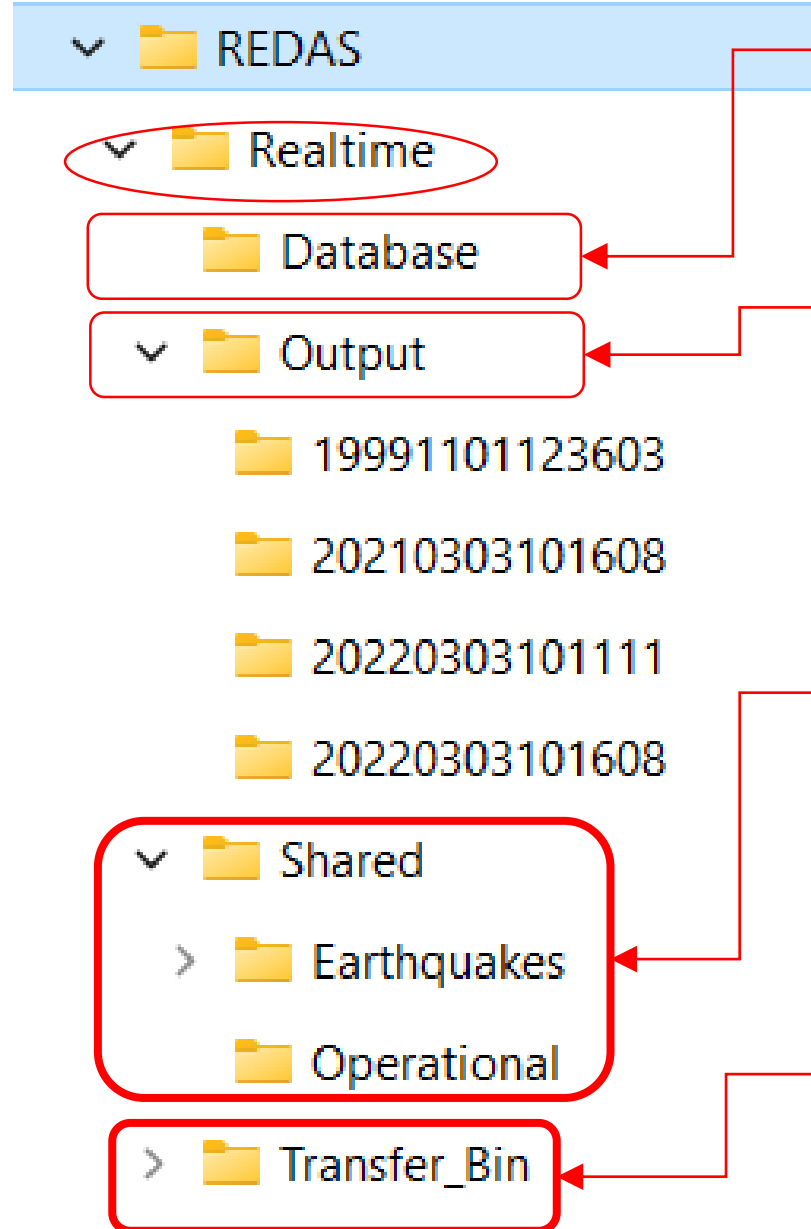 REDAS
Realtime
Database
Output
19991101123603
20210303101608
20220303101111
20220303101608
Shared
Earthquakes
Operational
Transfer_Bin